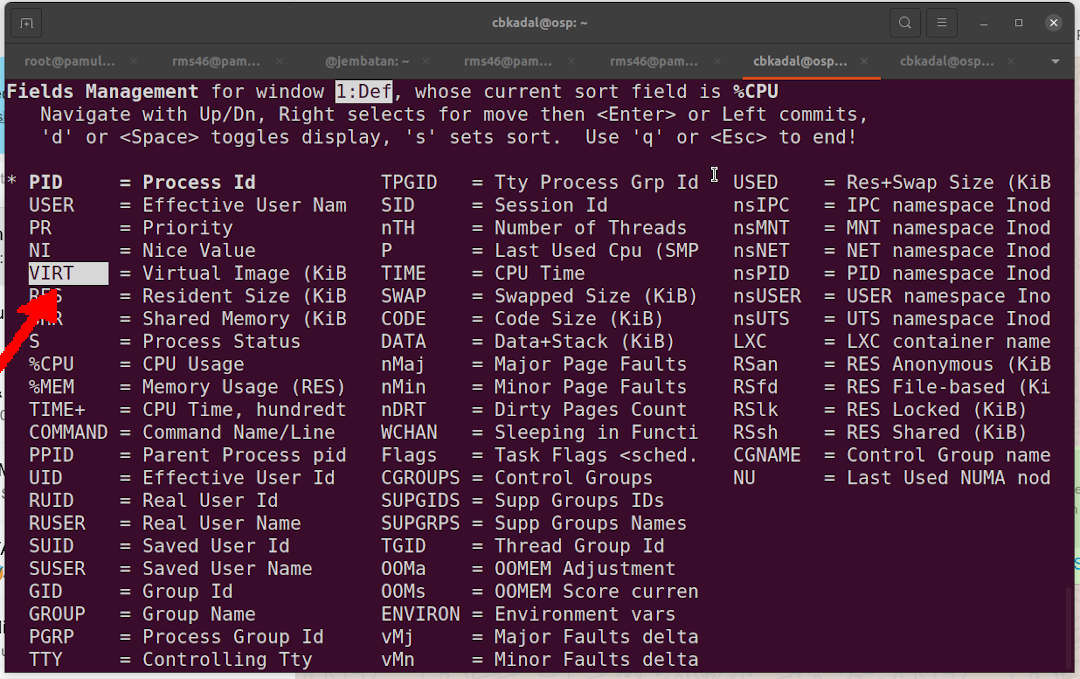 cbkadal@osp: ~
root@pamul... × rms46@pam... × @jembatan: ~ × rms46@pam... × rms46@pam... × cbkadal@osp... × cbkadal@osp... ×
Fields Management for window 1:Def, whose current sort field is %CPU
Navigate with Up/Dn, Right selects for move then <Enter> or Left commits,
'd' or <Space> toggles display, 's' sets sort. Use 'q' or <Esc> to end!
* PID = Process Id TPGID = Tty Process Grp Id USED = Res+Swap Size (KiB
USER = Effective User Nam SID = Session Id nsIPC = IPC namespace Inod
PR = Priority nTH = Number of Threads nsMNT = MNT namespace Inod
NI = Nice Value P = Last Used Cpu (SMP nsNET = NET namespace Inod
VIRT = Virtual Image (KiB TIME = CPU Time nsPID = PID namespace Inod
RES = Resident Size (KiB SWAP = Swapped Size (KiB) nsUSER = USER namespace Ino
SHR = Shared Memory (KiB CODE = Code Size (KiB) nsUTS = UTS namespace Inod
S = Process Status DATA = Data+Stack (KiB) LXC = LXC container name
%CPU = CPU Usage nMaj = Major Page Faults RSan = RES Anonymous (KiB
%MEM = Memory Usage (RES) nMin = Minor Page Faults RSfd = RES File-based (Ki
TIME+ = CPU Time, hundredt nDRT = Dirty Pages Count RSlk = RES Locked (KiB)
COMMAND = Command Name/Line WCHAN = Sleeping in Functi RSsh = RES Shared (KiB)
PPID = Parent Process pid Flags = Task Flags <sched. CGNAME = Control Group name
UID = Effective User Id CGROUPS = Control Groups NU = Last Used NUMA nod
RUID = Real User Id SUPGIDS = Supp Groups IDs
RUSER = Real User Name SUPGRPS = Supp Groups Names
SUID = Saved User Id TGID = Thread Group Id
SUSER = Saved User Name OOMa = OOMEM Adjustment
GID = Group Id OOMs = OOMEM Score curren
GROUP = Group Name ENVIRON = Environment vars
PGRP = Process Group Id vMj = Major Faults delta
TTY = Controlling Tty vMn = Minor Faults delta